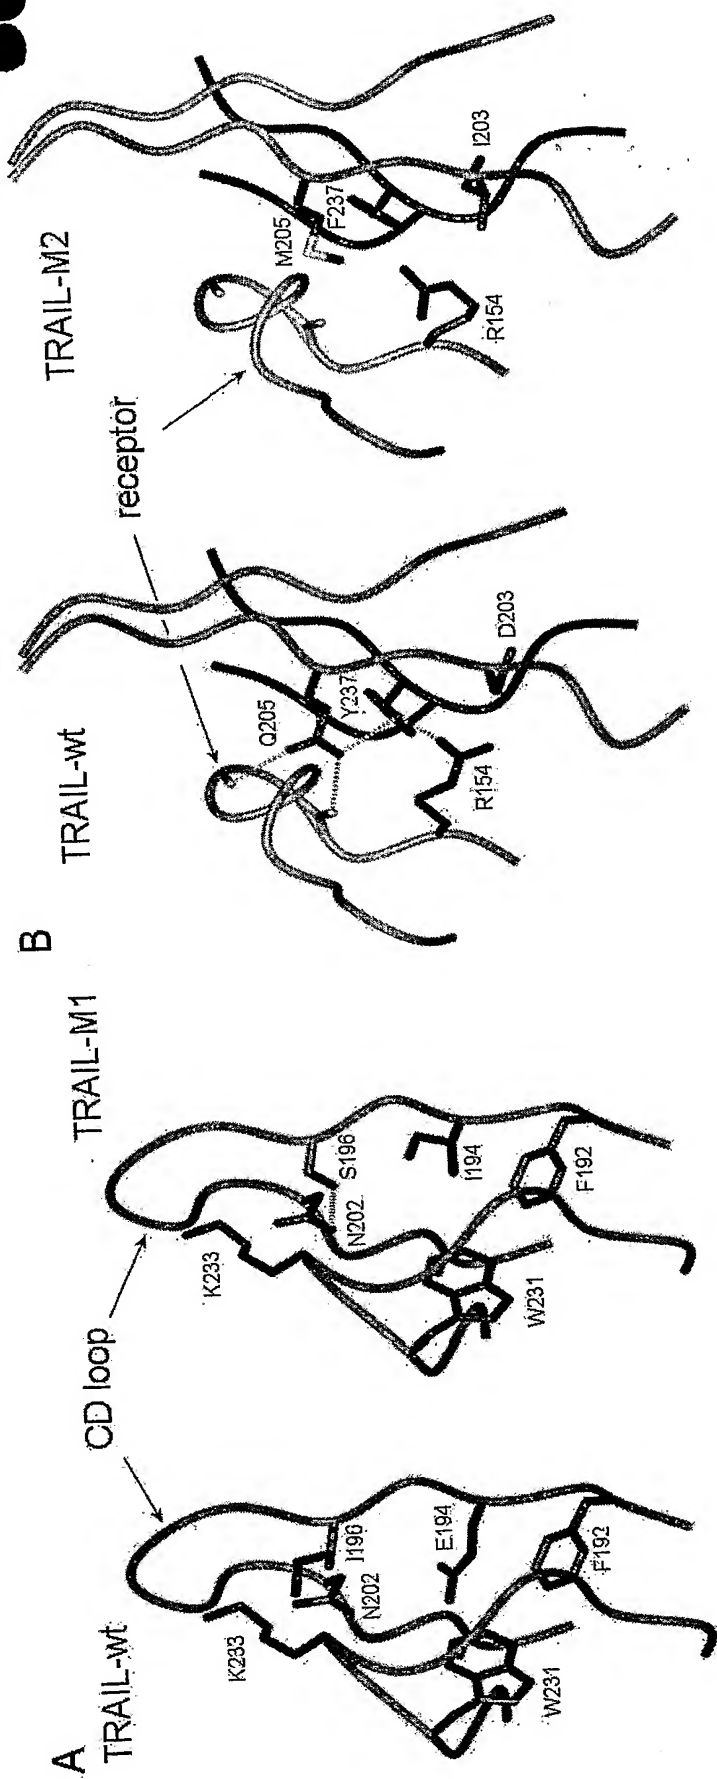 A
TRAIL-wt
CD loop
TRAIL-M1
K233
I196
N202
E194
W231
F192
K233
S196
N202
I194
W231
F192
B
TRAIL-wt
receptor
TRAIL-M2
Q205
Y237
D203
R154
M205
F237
I203
R154